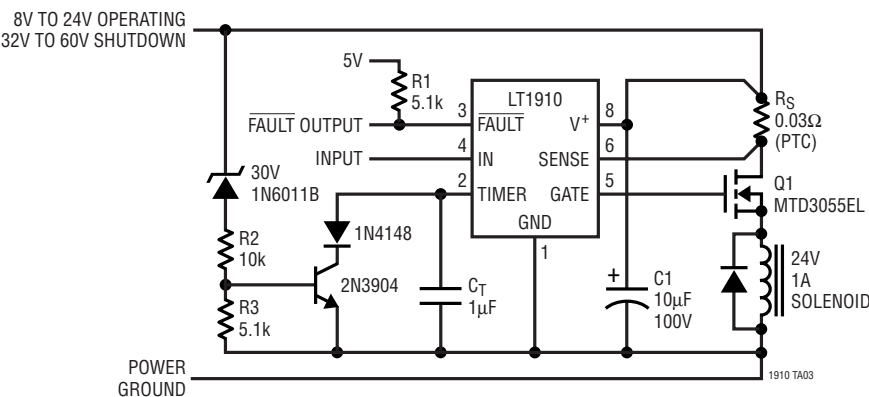 8V TO 24V OPERATING
32V TO 60V SHUTDOWN
5V
R1
5.1k
LT1910
FAULT OUTPUT
3
FAULT
V+
8
RS
0.03Ω
(PTC)
INPUT
4
IN
SENSE
6
2
TIMER
GATE
5
Q1
MTD3055EL
GND
1
30V
1N6011B
1N4148
R2
10k
2N3904
CT
1µF
+
C1
10µF
100V
24V
1A
SOLENOID
R3
5.1k
POWER
GROUND
1910 TA03